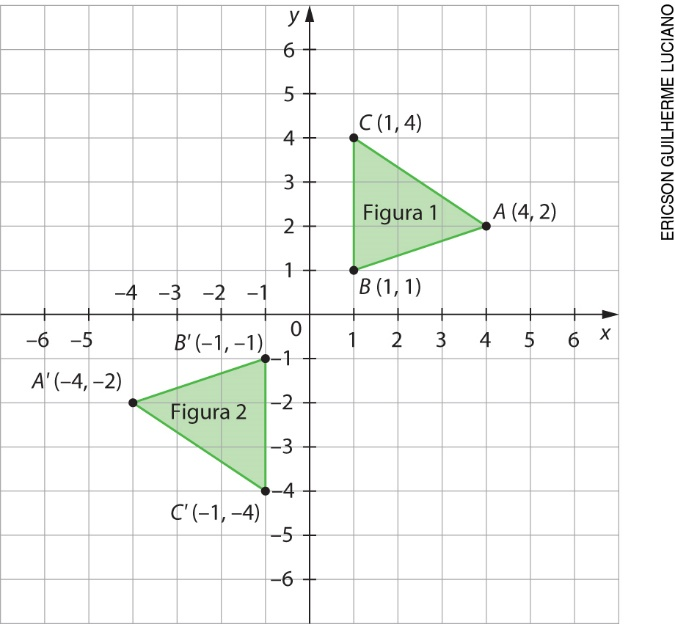 y
6
5
C (1, 4)
4
3
Figura 1
A (4, 2)
2
1
B (1, 1)
–4 –3 –2 –1
0
–6 –5
1 2 3 4 5 6 x
B' (–1, –1)
–1
A' (–4, –2)
Figura 2
–2
–3
–4
C' (–1, –4)
–5
–6
ERICSON GUILHERME LUCIANO